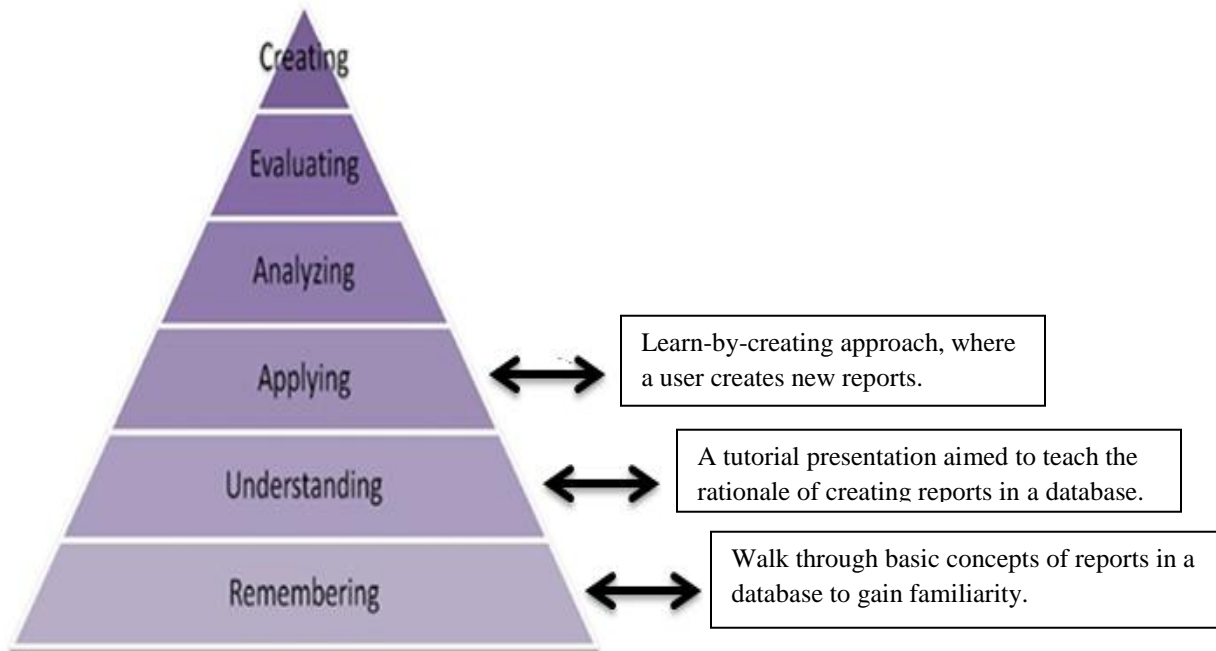 Creating
Evaluating
Analyzing
Applying
Learn-by-creating approach, where
a user creates new reports.
Understanding
A tutorial presentation aimed to teach the
rationale of creating reports in a database.
Remembering
Walk through basic concepts of reports in a
database to gain familiarity.